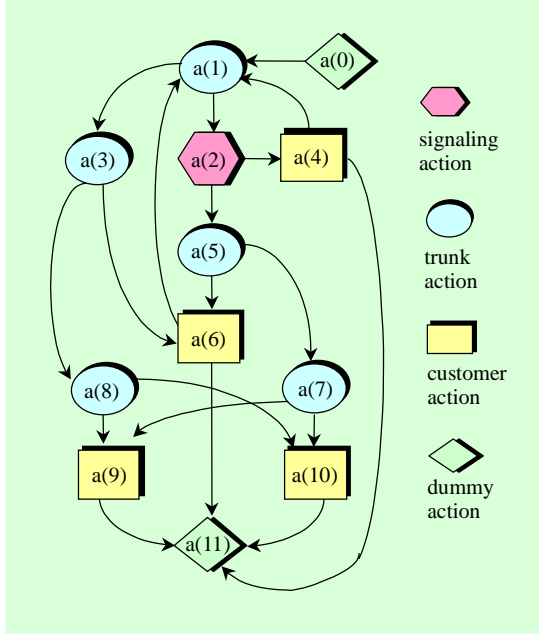 a(0)
a(1)
a(3)
a(2)
a(4)
signaling
action
a(5)
trunk
action
a(6)
customer
action
a(8)
a(7)
a(9)
a(10)
dummy
action
a(11)